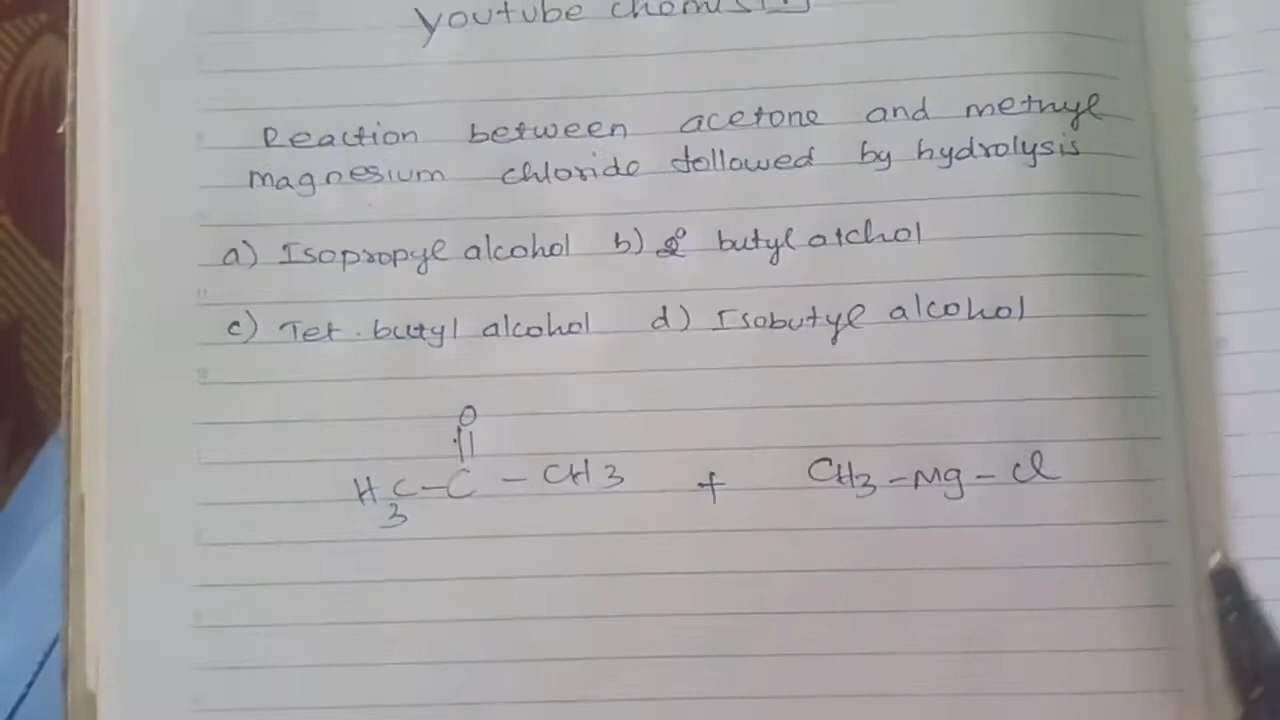 youtube chemistry
Reaction between acetone and methyl
magnesium chloride followed by hydrolysis
a) Isopropyl alcohol b) 2° butyl alchol
c) Tet. butyl alcohol d) Isobutyl alcohol
O
||
H3C-C-CH3 + CH3-Mg-Cl